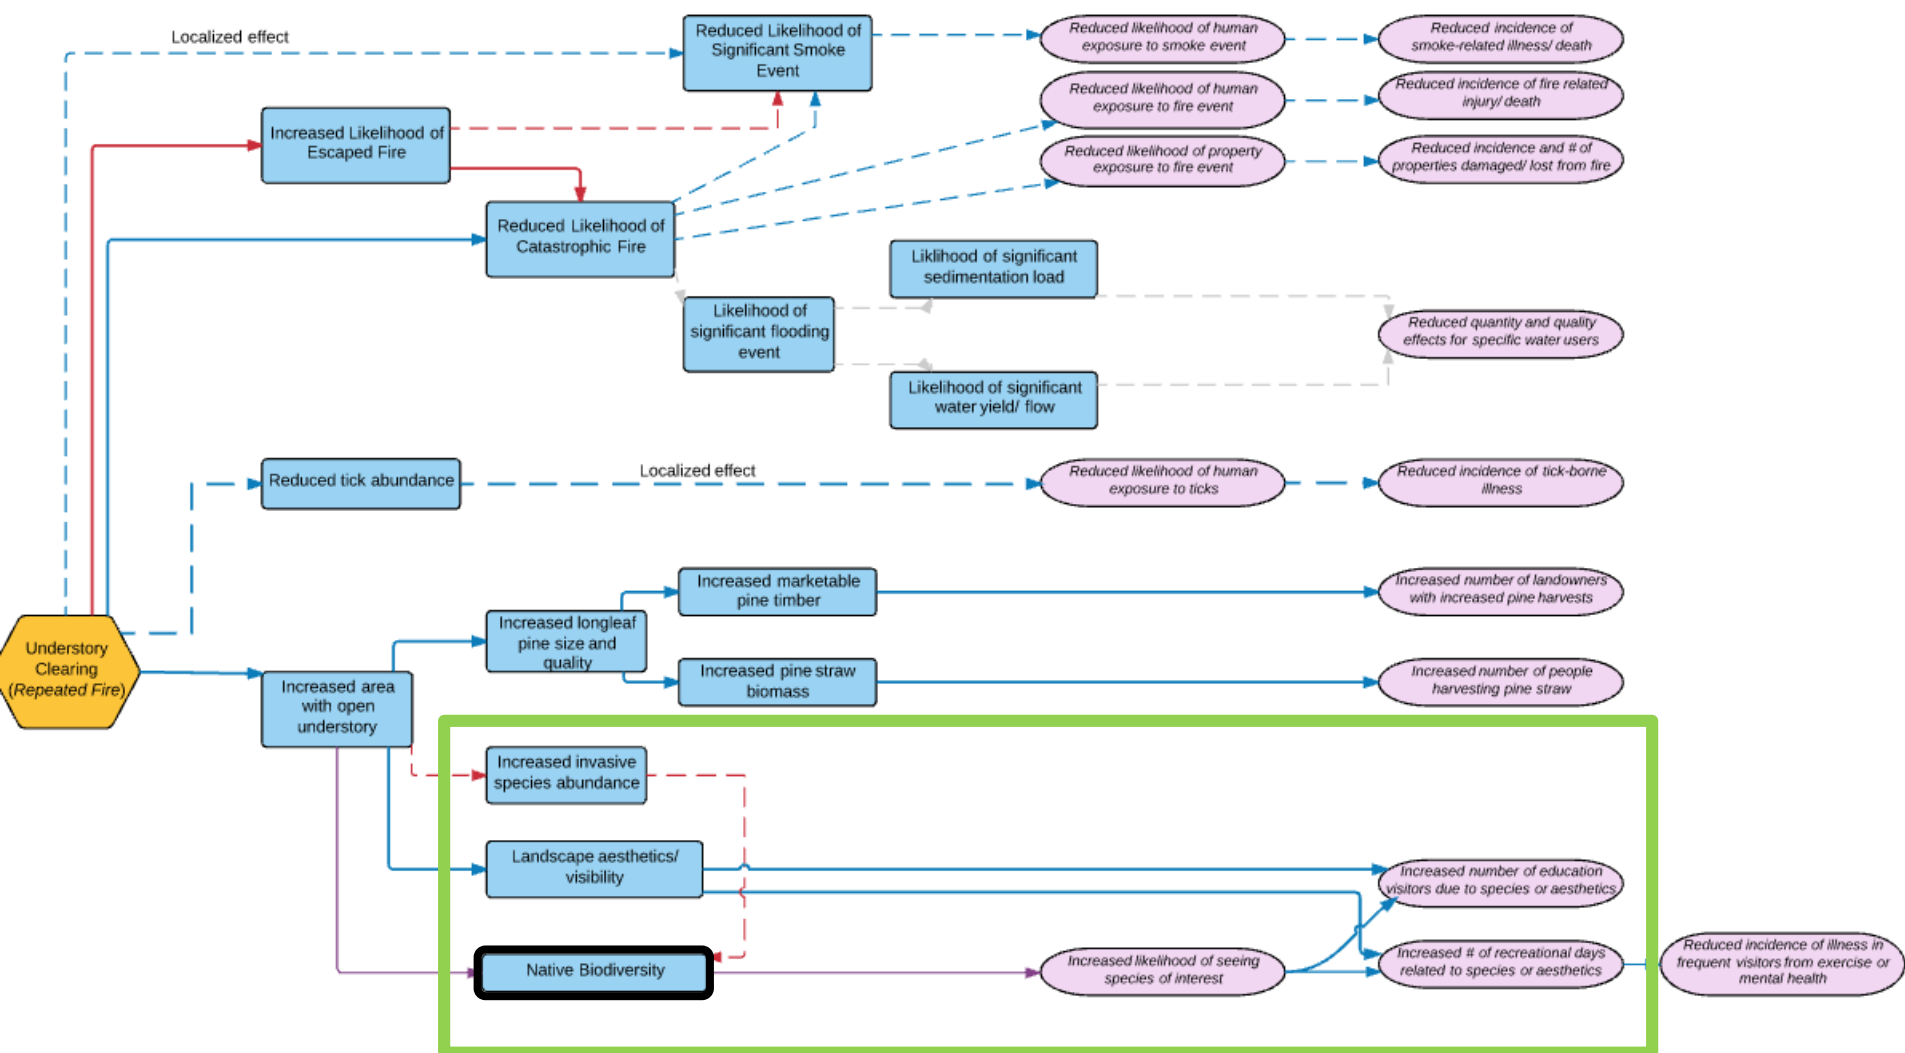 Localized effect
Reduced Likelihood of
Significant Smoke
Event
Reduced likelihood of human
exposure to smoke event
Reduced incidence of
smoke-related illness/ death
Reduced likelihood of human
exposure to fire event
Reduced incidence of fire related
injury/ death
Increased Likelihood of
Escaped Fire
Reduced likelihood of property
exposure to fire event
Reduced incidence and # of
properties damaged/ lost from fire
Reduced Likelihood of
Catastrophic Fire
Liklihood of significant
sedimentation load
Likelihood of
significant flooding
event
Reduced quantity and quality
effects for specific water users
Likelihood of significant
water yield/ flow
Reduced tick abundance
Localized effect
Reduced likelihood of human
exposure to ticks
Reduced incidence of tick-borne
illness
Increased marketable
pine timber
Increased number of landowners
with increased pine harvests
Understory
Clearing
(Repeated Fire)
Increased longleaf
pine size and
quality
Increased pine straw
biomass
Increased number of people
harvesting pine straw
Increased area
with open
understory
Increased invasive
species abundance
Landscape aesthetics/
visibility
Increased number of education
visitors due to species or aesthetics
Native Biodiversity
Increased likelihood of seeing
species of interest
Increased # of recreational days
related to species or aesthetics
Reduced incidence of illness in
frequent visitors from exercise or
mental health